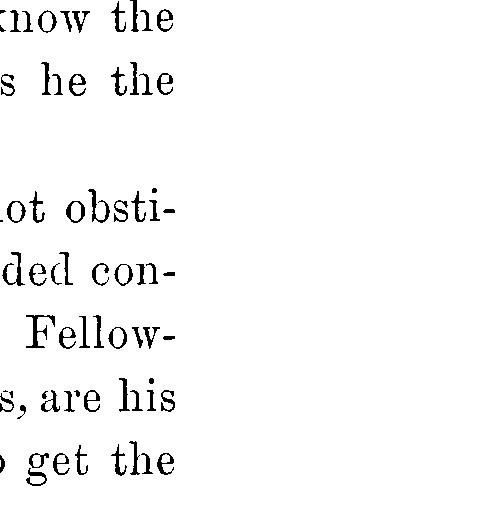 know the
s he the
not obsti-
ded con-
Fellow-
s, are his
get the